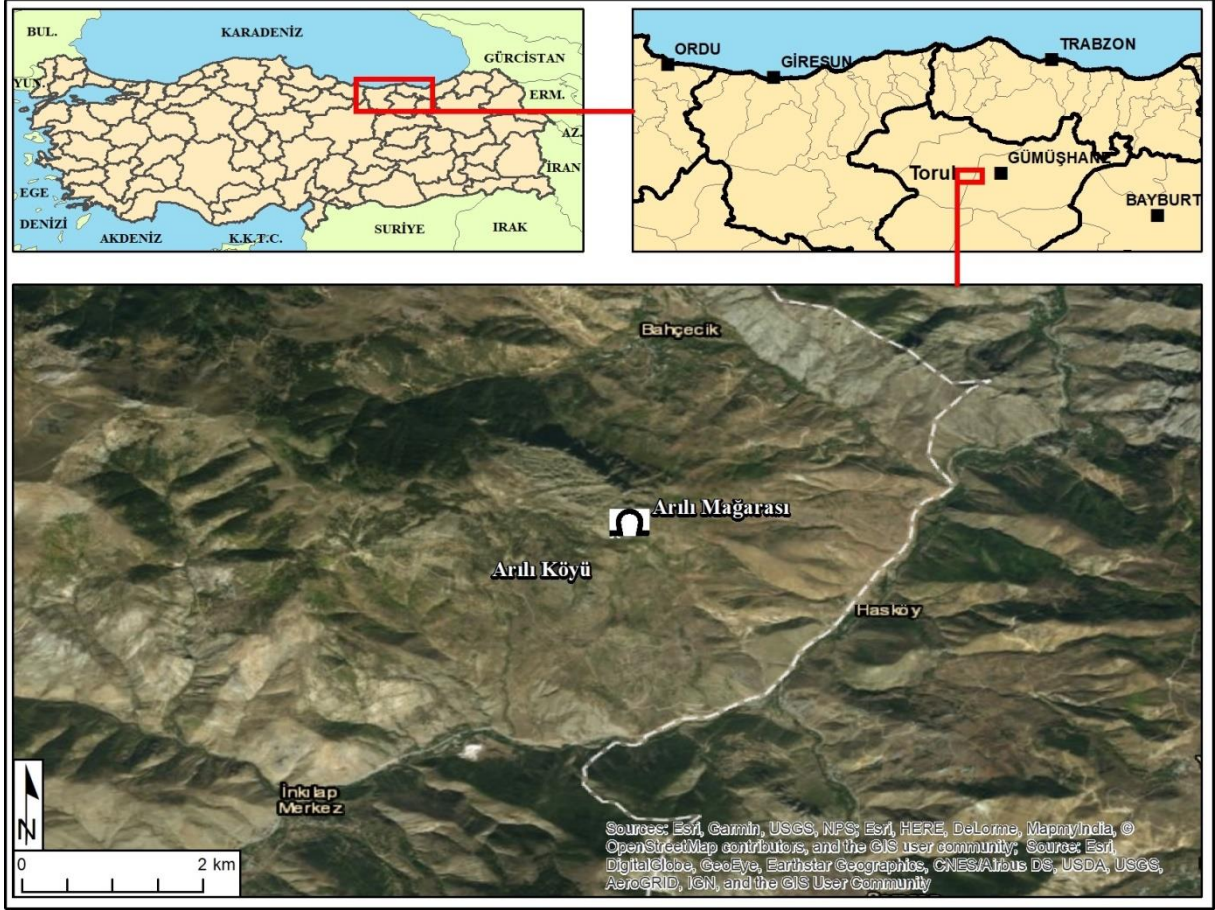 BUL.
KARADENİZ
GÜRCİSTAN
YUN.
ERM.
AZ.
İRAN
EGE
DENİZİ
AKDENİZ
K.K.T.C.
SURİYE
IRAK
ORDU
GİRESUN
TRABZON
GÜMÜŞHANE
Torul
BAYBURT
Bahçecik
Arılı Mağarası
Arılı Köyü
Hasköy
İnkılap
Merkez
N
0 2 km
Sources: Esri, Garmin, USGS, NPS; Esri, HERE, DeLorme, MapmyIndia, ©
OpenStreetMap contributors, and the GIS user community; Source: Esri,
DigitalGlobe, GeoEye, Earthstar Geographics, CNES/Airbus DS, USDA, USGS,
AeroGRID, IGN, and the GIS User Community